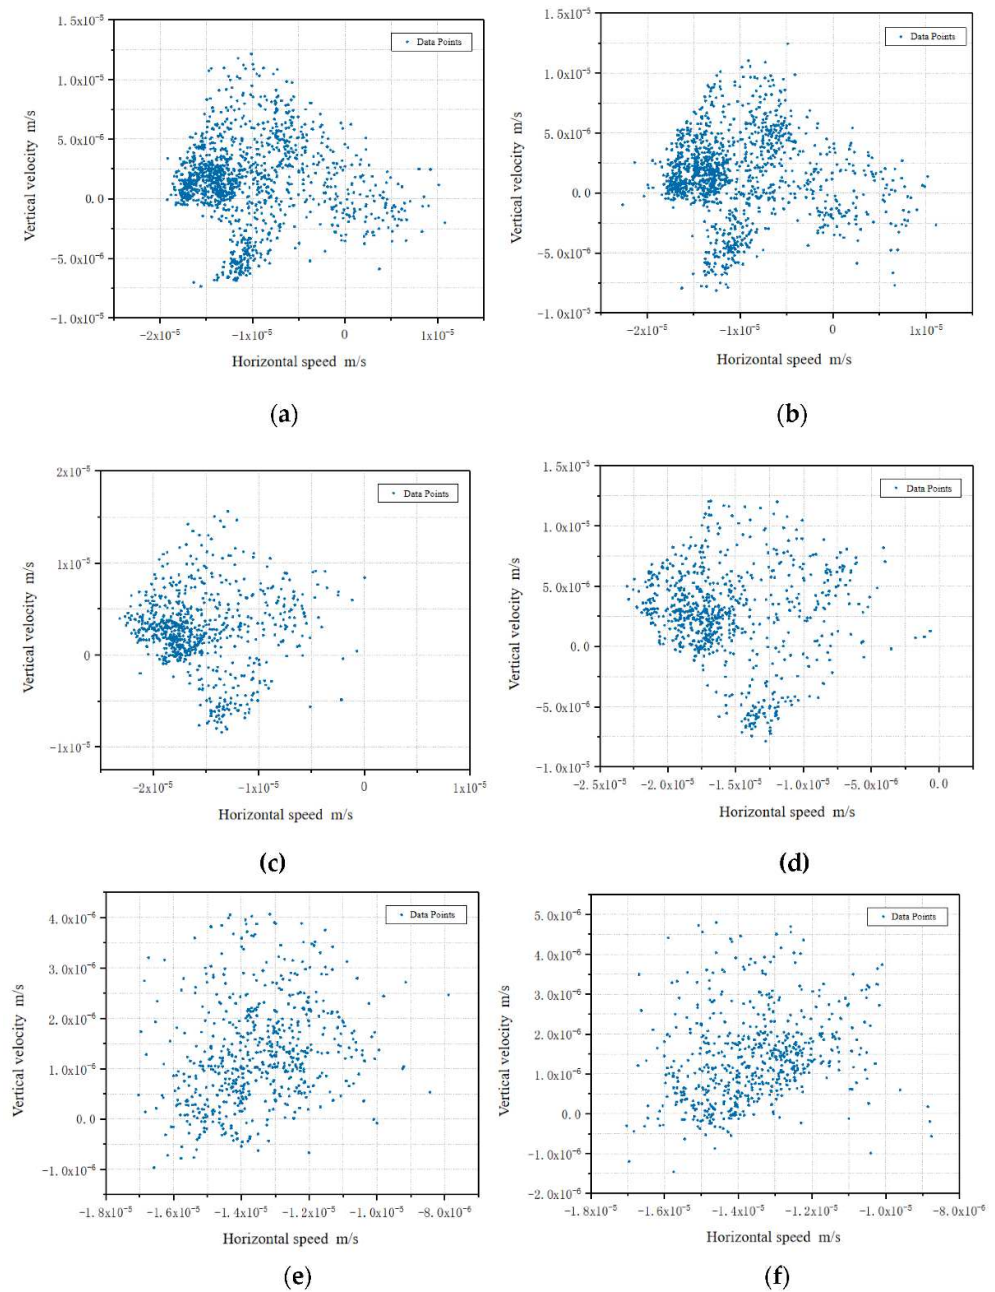 1.5x10⁻⁵
Data Points
1.0x10⁻⁵
5.0x10⁻⁶
0.0
−5.0x10⁻⁶
−1.0x10⁻⁵
Vertical velocity m/s
−2x10⁻⁵ −1x10⁻⁵ 0 1x10⁻⁵
Horizontal speed m/s
(a)
1.5x10⁻⁵
Data Points
1.0x10⁻⁵
5.0x10⁻⁶
0.0
−5.0x10⁻⁶
−1.0x10⁻⁵
Vertical velocity m/s
−2x10⁻⁵ −1x10⁻⁵ 0 1x10⁻⁵
Horizontal speed m/s
(b)
2x10⁻⁵
Data Points
1x10⁻⁵
0
−1x10⁻⁵
Vertical velocity m/s
−2x10⁻⁵ −1x10⁻⁵ 0 1x10⁻⁵
Horizontal speed m/s
(c)
1.5x10⁻⁵
Data Points
1.0x10⁻⁵
5.0x10⁻⁶
0.0
−5.0x10⁻⁶
−1.0x10⁻⁵
Vertical velocity m/s
−2.5x10⁻⁵ −2.0x10⁻⁵ −1.5x10⁻⁵ −1.0x10⁻⁵ −5.0x10⁻⁶ 0.0
Horizontal speed m/s
(d)
Data Points
4.0x10⁻⁶
3.0x10⁻⁶
2.0x10⁻⁶
1.0x10⁻⁶
0.0
−1.0x10⁻⁶
Vertical velocity m/s
−1.8x10⁻⁵ −1.6x10⁻⁵ −1.4x10⁻⁵ −1.2x10⁻⁵ −1.0x10⁻⁵ −8.0x10⁻⁶
Horizontal speed m/s
(e)
Data Points
5.0x10⁻⁶
4.0x10⁻⁶
3.0x10⁻⁶
2.0x10⁻⁶
1.0x10⁻⁶
0.0
−1.0x10⁻⁶
−2.0x10⁻⁶
Vertical velocity m/s
−1.8x10⁻⁵ −1.6x10⁻⁵ −1.4x10⁻⁵ −1.2x10⁻⁵ −1.0x10⁻⁵ −8.0x10⁻⁶
Horizontal speed m/s
(f)